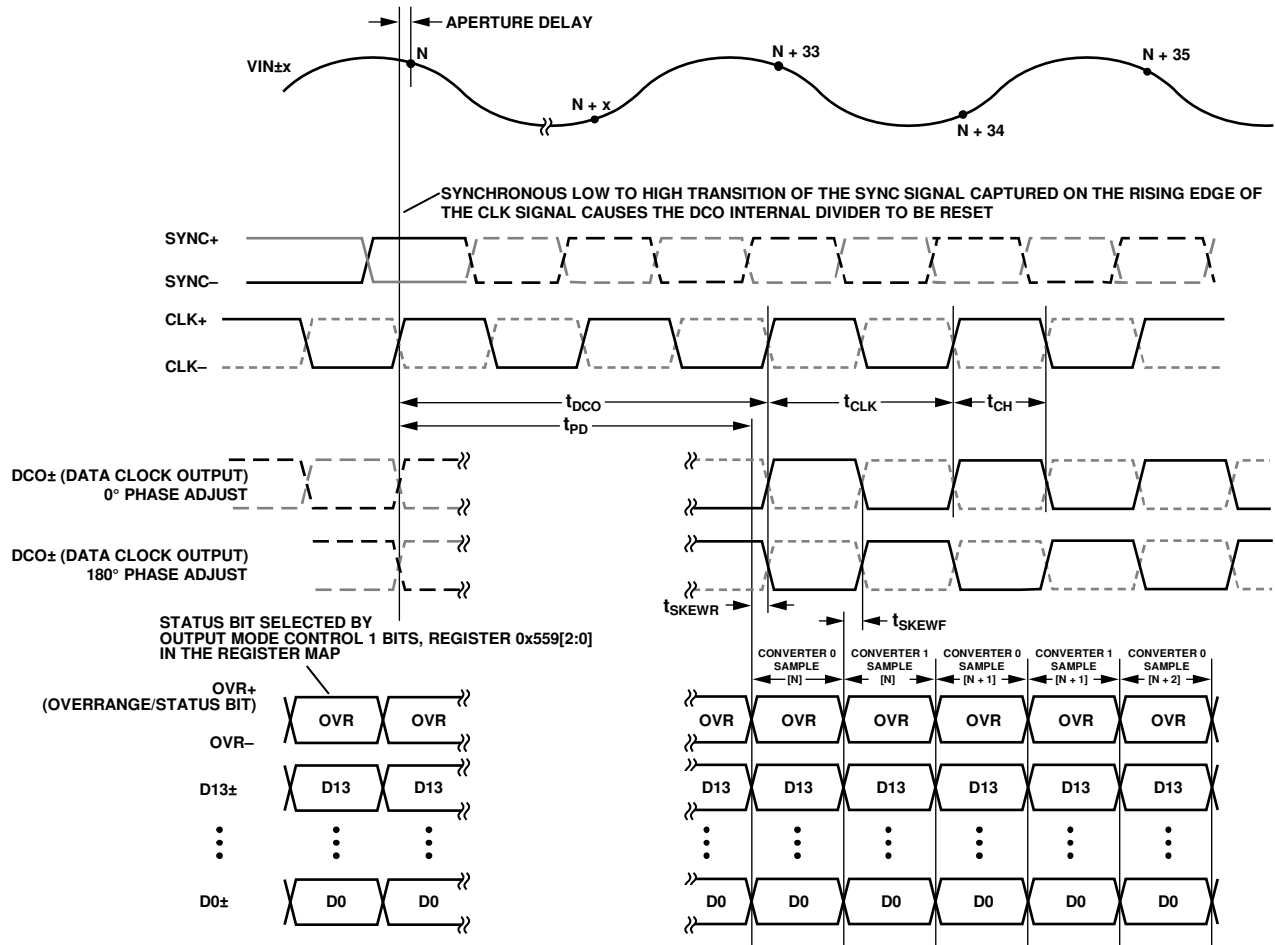 APERTURE DELAY
N
N + 33
N + 35
VIN±x
N + x
N + 34
SYNCHRONOUS LOW TO HIGH TRANSITION OF THE SYNC SIGNAL CAPTURED ON THE RISING EDGE OF
THE CLK SIGNAL CAUSES THE DCO INTERNAL DIVIDER TO BE RESET
SYNC+
SYNC–
CLK+
CLK–
tDCO
tCLK
tCH
tPD
DCO± (DATA CLOCK OUTPUT)
0° PHASE ADJUST
DCO± (DATA CLOCK OUTPUT)
180° PHASE ADJUST
tSKEWR
tSKEWF
STATUS BIT SELECTED BY
OUTPUT MODE CONTROL 1 BITS, REGISTER 0x559[2:0]
IN THE REGISTER MAP
CONVERTER 0
SAMPLE
[N]
CONVERTER 1
SAMPLE
[N]
CONVERTER 0
SAMPLE
[N + 1]
CONVERTER 1
SAMPLE
[N + 1]
CONVERTER 0
SAMPLE
[N + 2]
OVR+
(OVERRANGE/STATUS BIT)
OVR–
OVR OVR OVR OVR OVR OVR OVR OVR
D13± D13 D13 D13 D13 D13 D13 D13 D13
D0± D0 D0 D0 D0 D0 D0 D0 D0